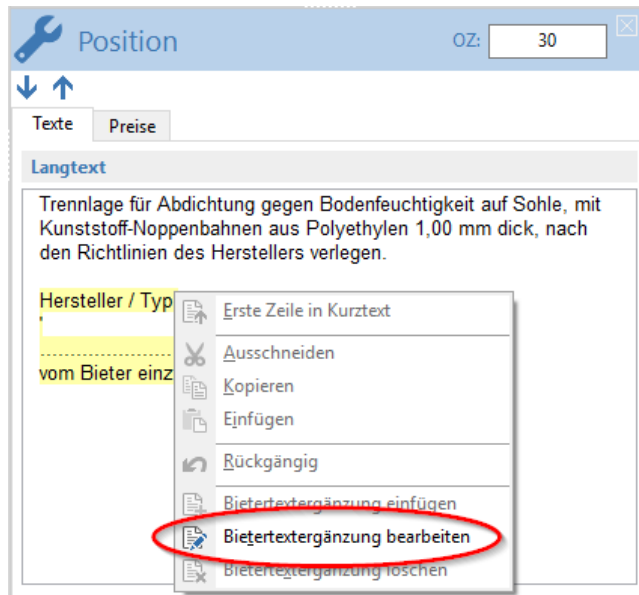 Position
OZ: 30
Texte Preise
Langtext
Trennlage für Abdichtung gegen Bodenfeuchtigkeit auf Sohle, mit
Kunststoff-Noppenbahnen aus Polyethylen 1,00 mm dick, nach
den Richtlinien des Herstellers verlegen.
Hersteller / Typ
'
..............................
vom Bieter einz
Erste Zeile in Kurztext
Ausschneiden
Kopieren
Einfügen
Rückgängig
Bietertextergänzung einfügen
Bietertextergänzung bearbeiten
Bietertextergänzung löschen